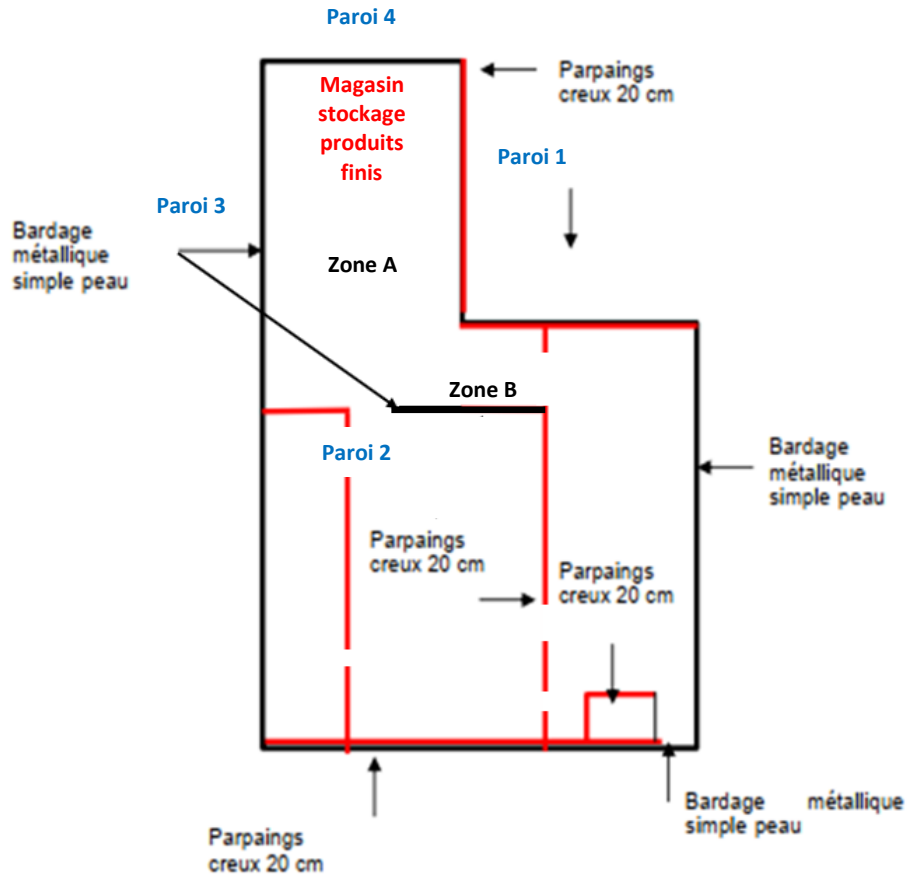 Paroi 4
Parpaings
creux 20 cm
Magasin
stockage
produits
finis
Paroi 1
Paroi 3
Bardage
métallique
simple peau
Zone A
Zone B
Paroi 2
Bardage
métallique
simple peau
Parpaings
creux 20 cm
Parpaings
creux 20 cm
Bardage métallique
simple peau
Parpaings
creux 20 cm